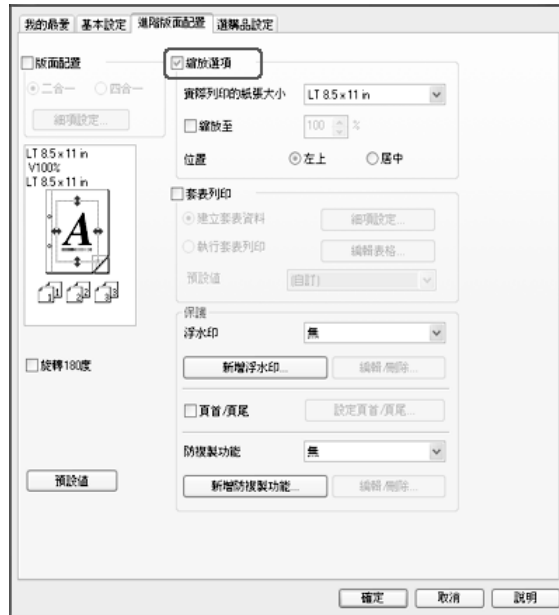 我的最愛 基本設定 進階版面配置 選購品設定
版面配置
二合一 四合一
細項設定...
LT 8.5 x 11 in
V100%
LT 8.5 x 11 in
A
1 1 2 2 3 3
旋轉180度
預設值
縮放選項
實際列印的紙張大小 LT 8.5 x 11 in
縮放至 100 %
位置 左上 居中
套表列印
建立套表資料 細項設定...
執行套表列印 編輯表格...
預設值 (自訂)
保護
浮水印 無
新增浮水印... 編輯/刪除...
頁首/頁尾 設定頁首/頁尾...
防複製功能 無
新增防複製功能... 編輯/刪除...
確定 取消 說明